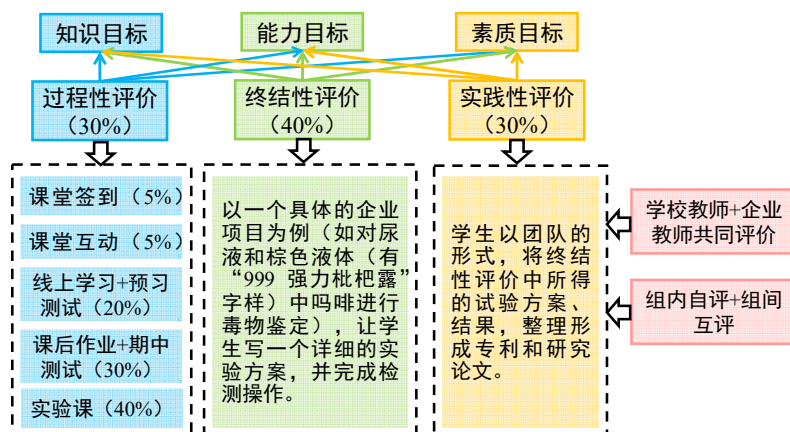 知识目标
能力目标
素质目标
过程性评价
（30%）
终结性评价
（40%）
实践性评价
（30%）
课堂签到（5%）
课堂互动（5%）
线上学习+预习
测试（20%）
课后作业+期中
测试（30%）
实验课（40%）
以一个具体的企业
项目为例（如对尿
液和棕色液体（有
“999 强力枇杷露”
字样）中吗啡进行
毒物鉴定），让学
生写一个详细的实
验方案，并完成检
测操作。
学生以团队的
形式，将终结
性评价中所得
的试验方案、
结果，整理形
成专利和研究
论文。
学校教师+企业
教师共同评价
组内自评+组间
互评